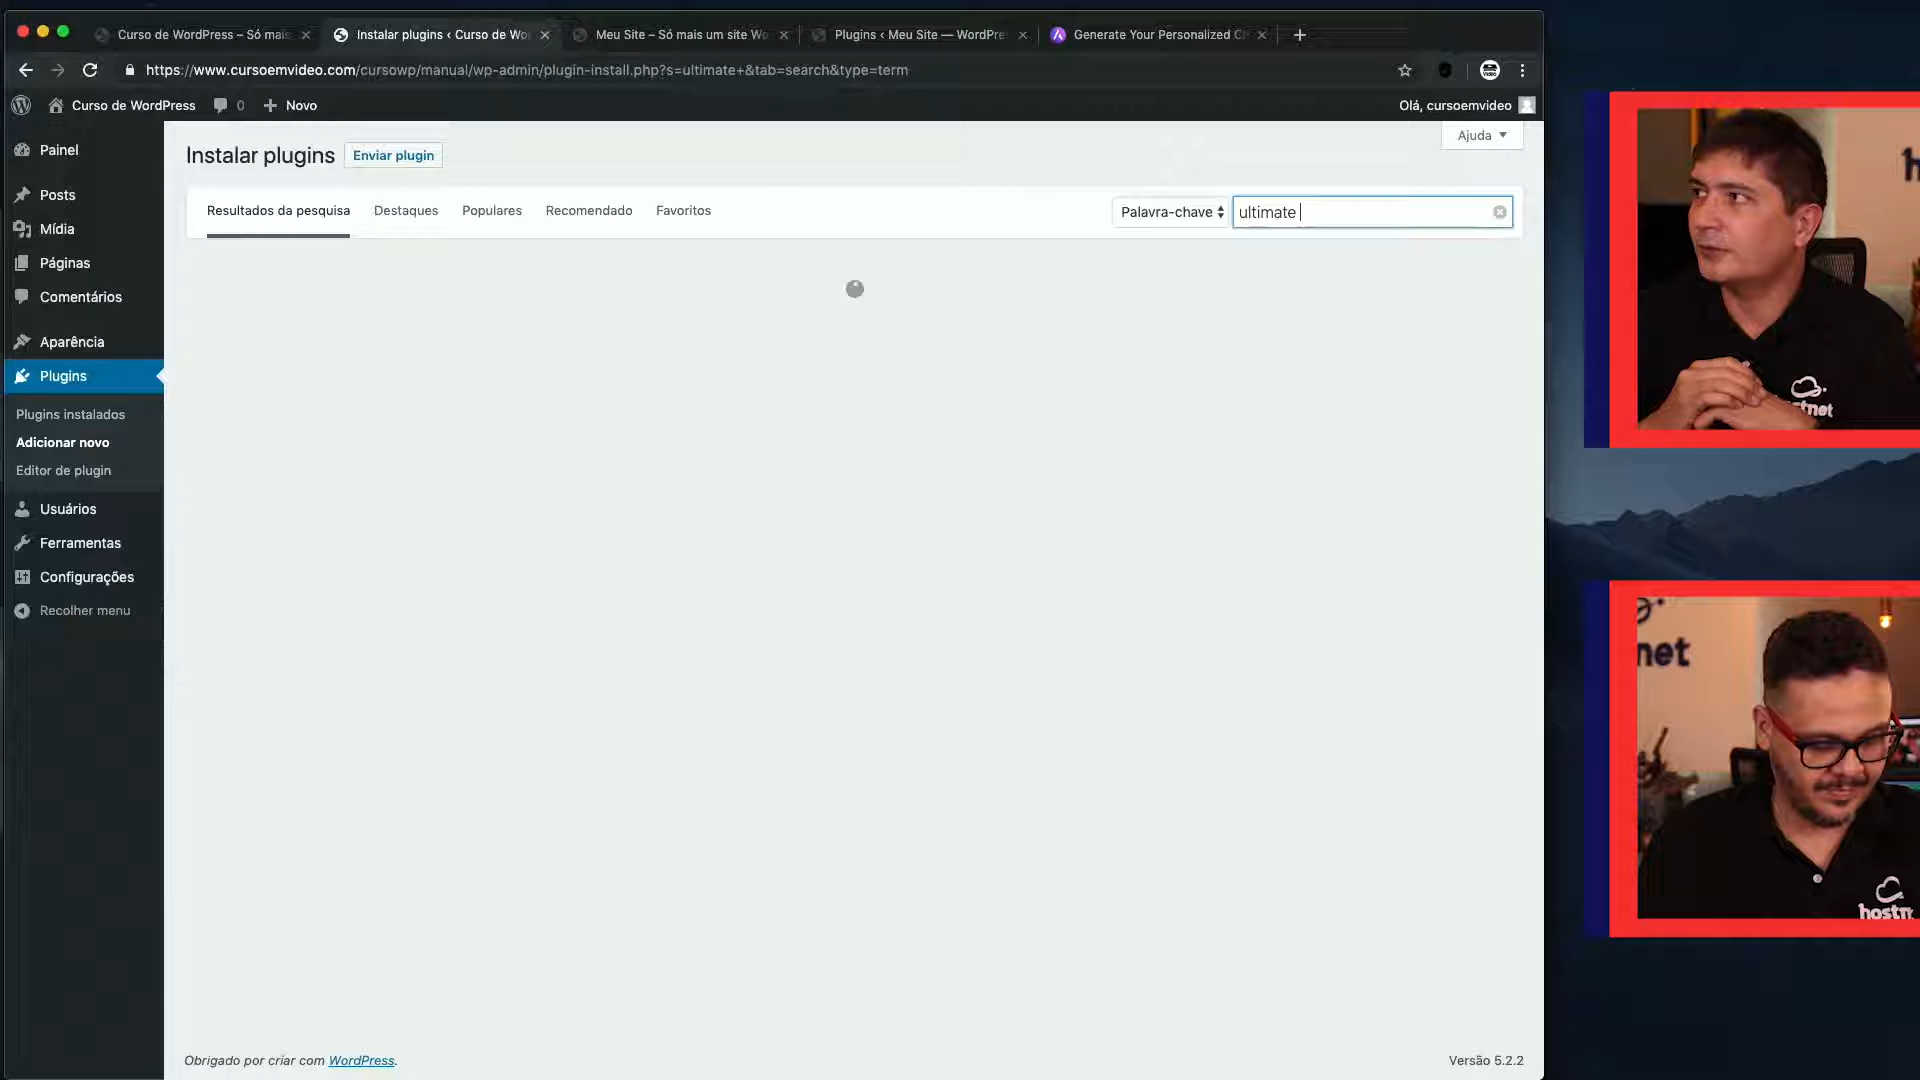 Curso de WordPress – Só mais
Instalar plugins ‹ Curso de Wo
Meu Site – Só mais um site Wo
Plugins ‹ Meu Site — WordPre
Generate Your Personalized Cl
https://www.cursoemvideo.com/cursowp/manual/wp-admin/plugin-install.php?s=ultimate+&tab=search&type=term
Curso de WordPress
0
Novo
Olá, cursoemvideo
Ajuda
Instalar plugins
Enviar plugin
Resultados da pesquisa
Destaques
Populares
Recomendado
Favoritos
Palavra-chave
ultimate
Painel
Posts
Mídia
Páginas
Comentários
Aparência
Plugins
Plugins instalados
Adicionar novo
Editor de plugin
Usuários
Ferramentas
Configurações
Recolher menu
Obrigado por criar com WordPress.
Versão 5.2.2
h
stnet
net
hostn